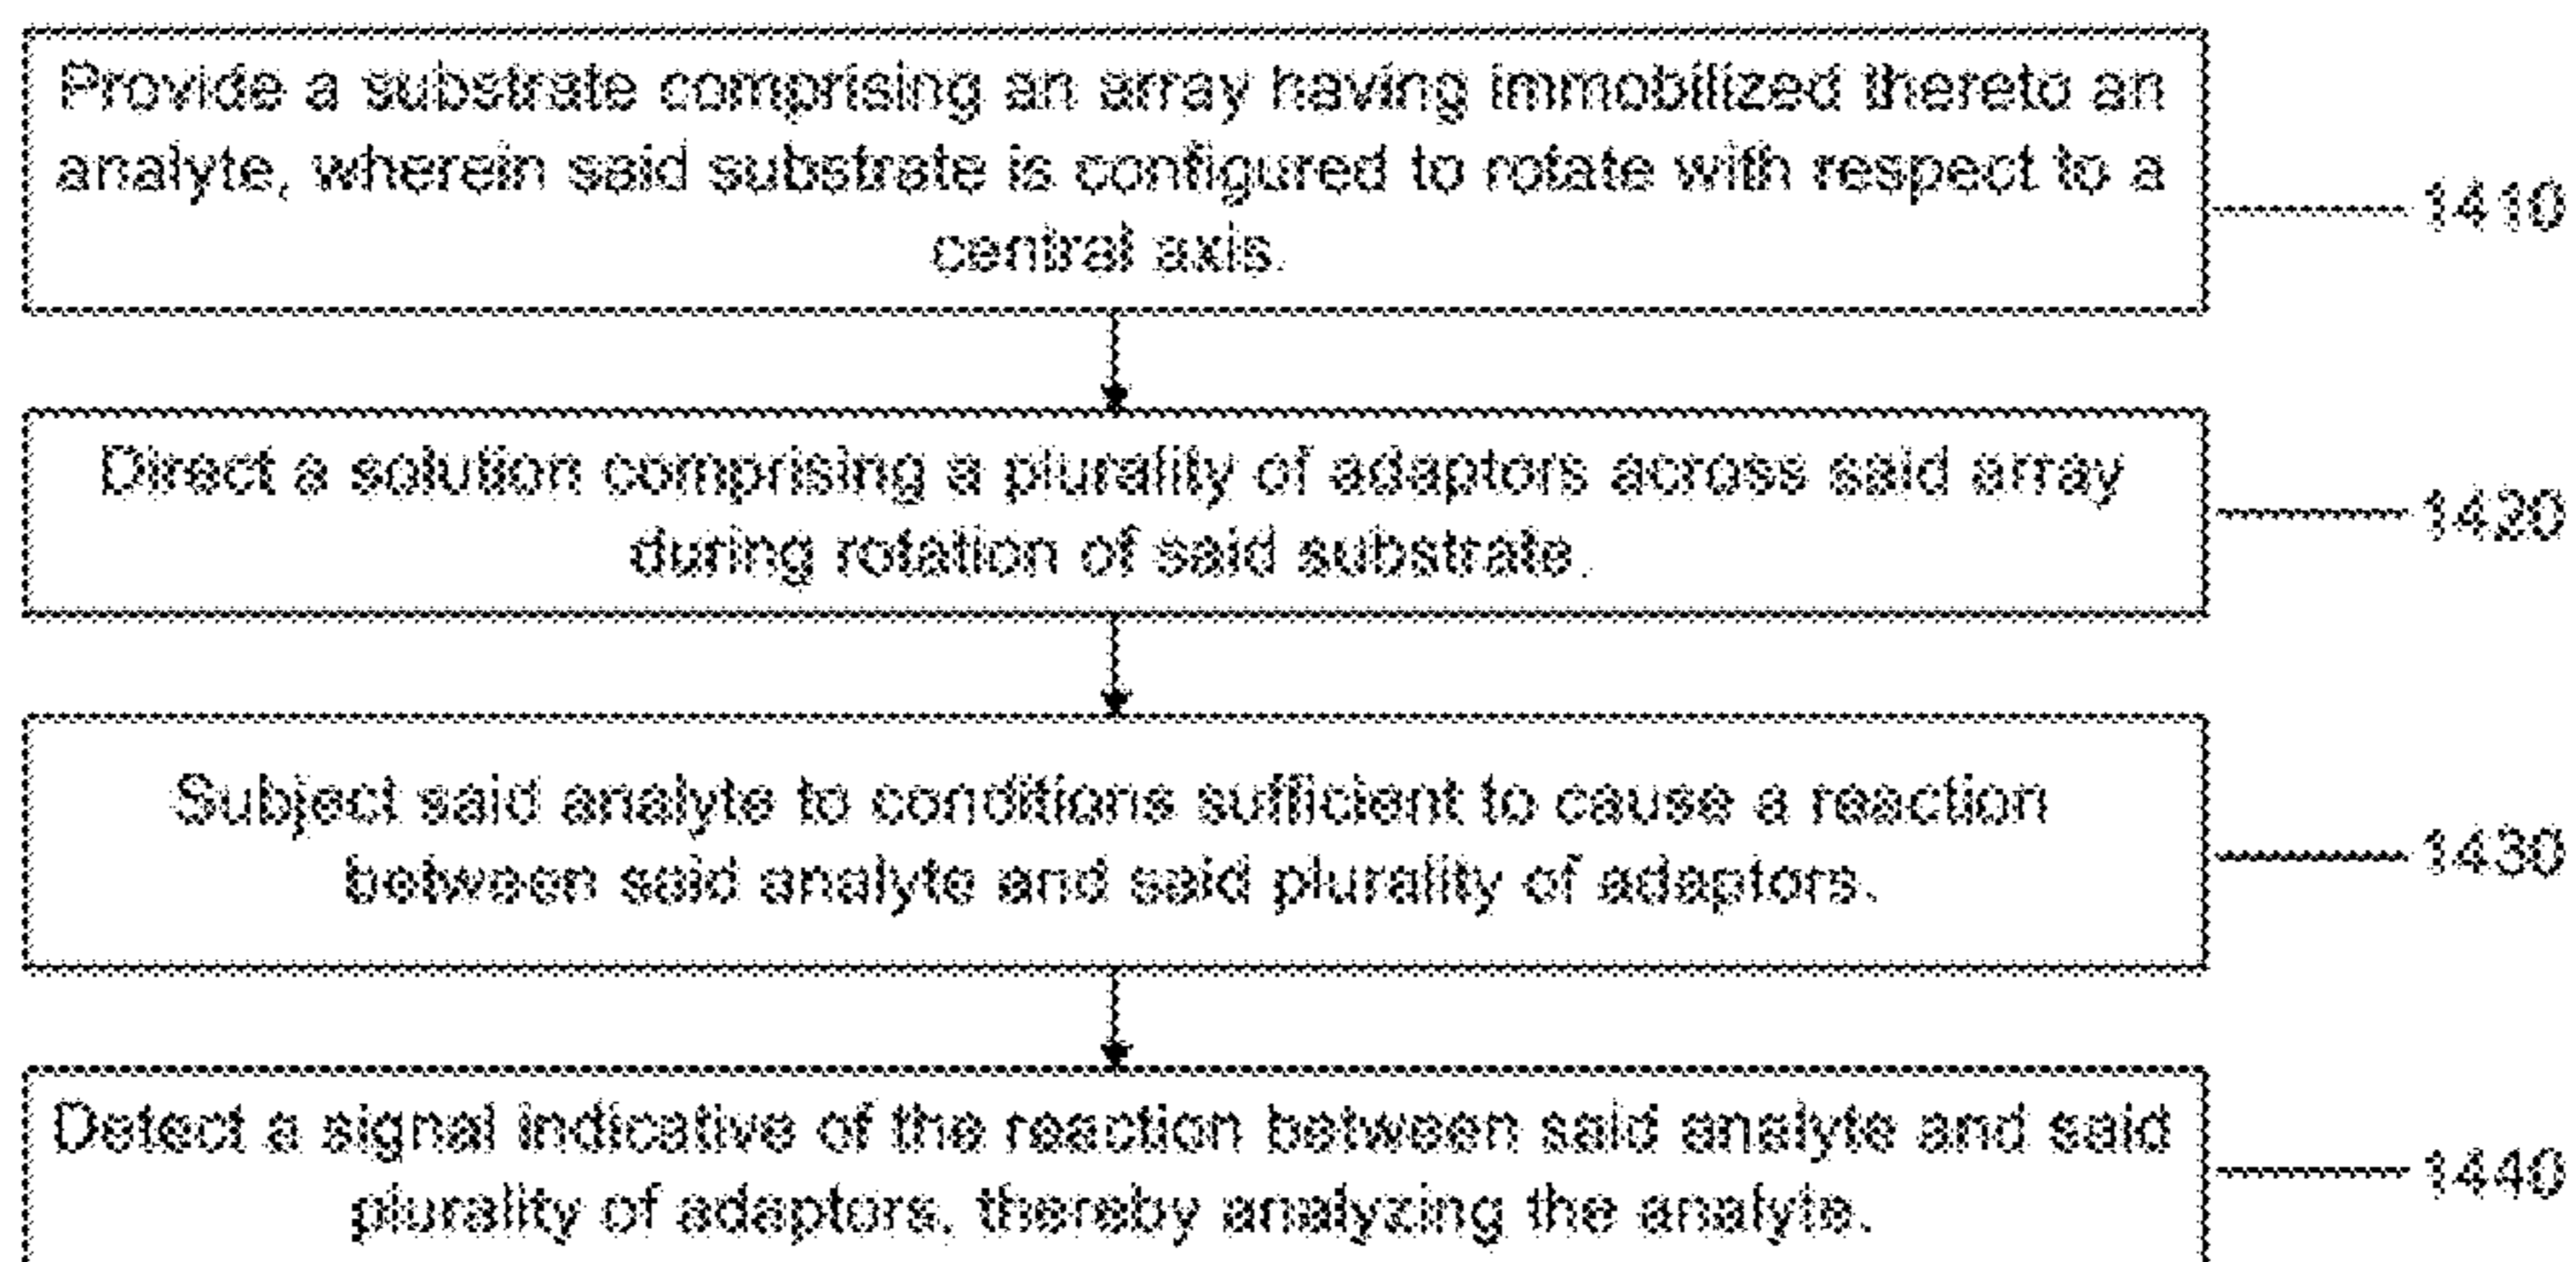 Provide a substrate comprising an array having immobilized thereto an
analyte, wherein said substrate is configured to rotate with respect to a
central axis.
1410
Direct a solution comprising a plurality of adaptors across said array
during rotation of said substrate.
1420
Subject said analyte to conditions sufficient to cause a reaction
between said analyte and said plurality of adaptors.
1430
Detect a signal indicative of the reaction between said analyte and said
plurality of adaptors, thereby analyzing the analyte.
1440